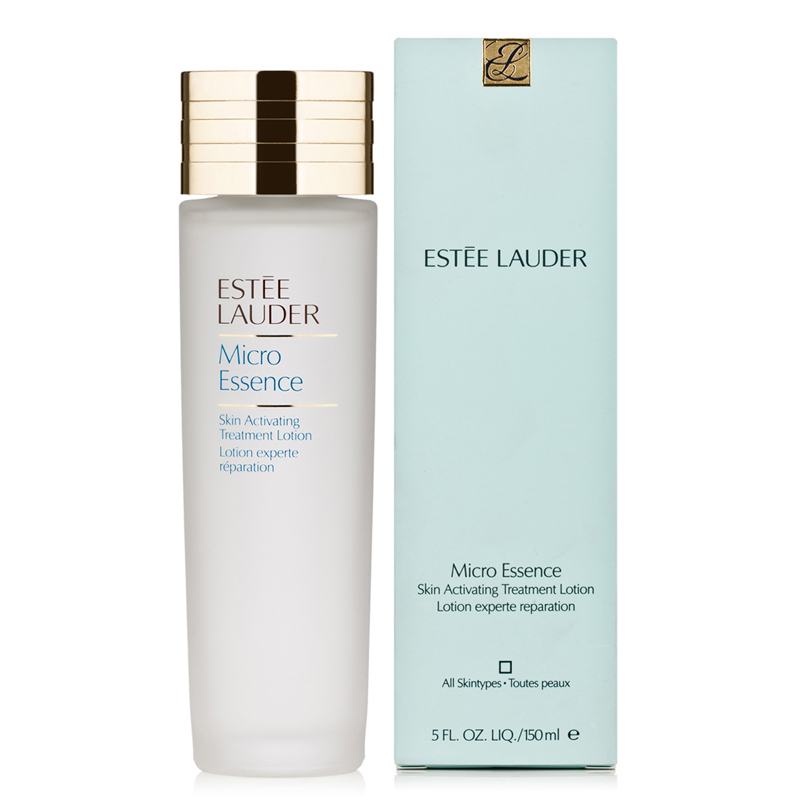 ESTĒE
LAUDER
Micro
Essence
Skin Activating
Treatment Lotion
Lotion experte
réparation
EL
ESTĒE LAUDER
Micro Essence
Skin Activating Treatment Lotion
Lotion experte reparation
All Skintypes • Toutes peaux
5 FL. OZ. LIQ./150 ml ℮